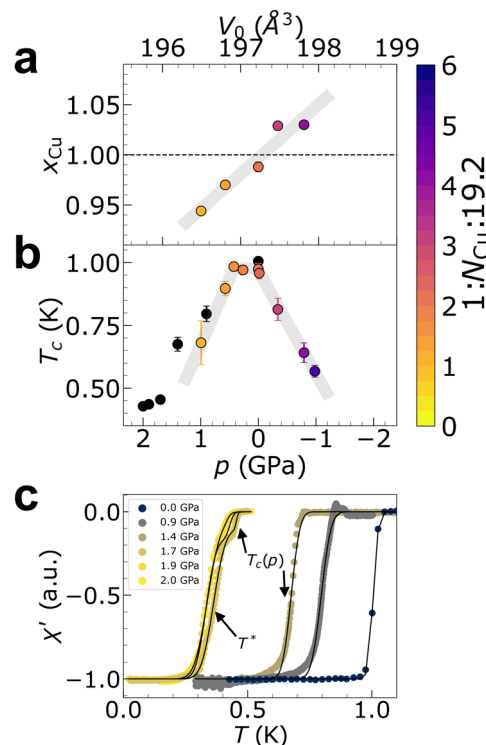 V₀ (Å³)
196 197 198 199
a
x_Cu
1.05
1.00
0.95
b
T_c (K)
1.00
0.75
0.50
2 1 0 −1 −2
p (GPa)
6
5
4
3
2
1
0
1:N_Cu:19.2
c
χ′ (a.u.)
0.0
−0.5
−1.0
0.0 GPa
0.9 GPa
1.4 GPa
1.7 GPa
1.9 GPa
2.0 GPa
T_c(p)
T*
0.0 0.5 1.0
T (K)